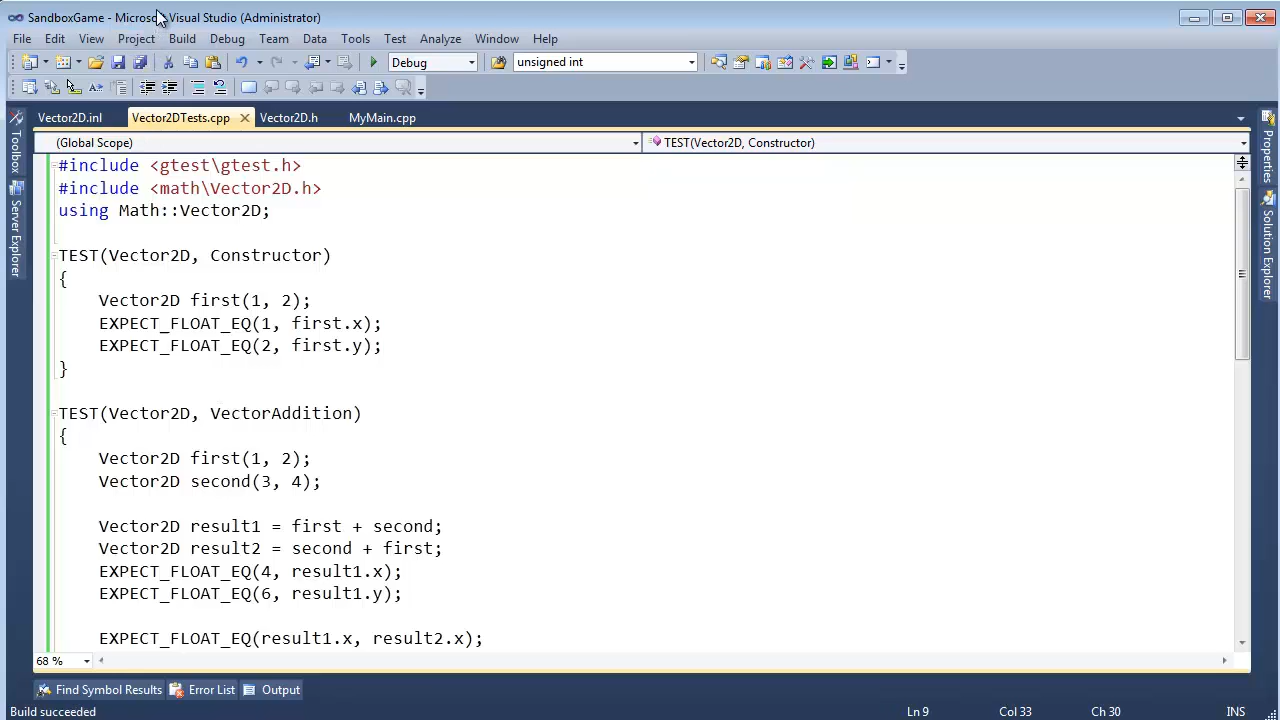 SandboxGame - Microso Visual Studio (Administrator)
File Edit View Project Build Debug Team Data Tools Test Analyze Window Help
Debug unsigned int
Vector2D.inl Vector2DTests.cpp Vector2D.h MyMain.cpp
(Global Scope) TEST(Vector2D, Constructor)
Toolbox
Server Explorer
Properties
Solution Explorer
#include <gtest\gtest.h>
#include <math\Vector2D.h>
using Math::Vector2D;
TEST(Vector2D, Constructor)
{
Vector2D first(1, 2);
EXPECT_FLOAT_EQ(1, first.x);
EXPECT_FLOAT_EQ(2, first.y);
}
TEST(Vector2D, VectorAddition)
{
Vector2D first(1, 2);
Vector2D second(3, 4);
Vector2D result1 = first + second;
Vector2D result2 = second + first;
EXPECT_FLOAT_EQ(4, result1.x);
EXPECT_FLOAT_EQ(6, result1.y);
EXPECT_FLOAT_EQ(result1.x, result2.x);
68 %
Find Symbol Results Error List Output
Build succeeded Ln 9 Col 33 Ch 30 INS